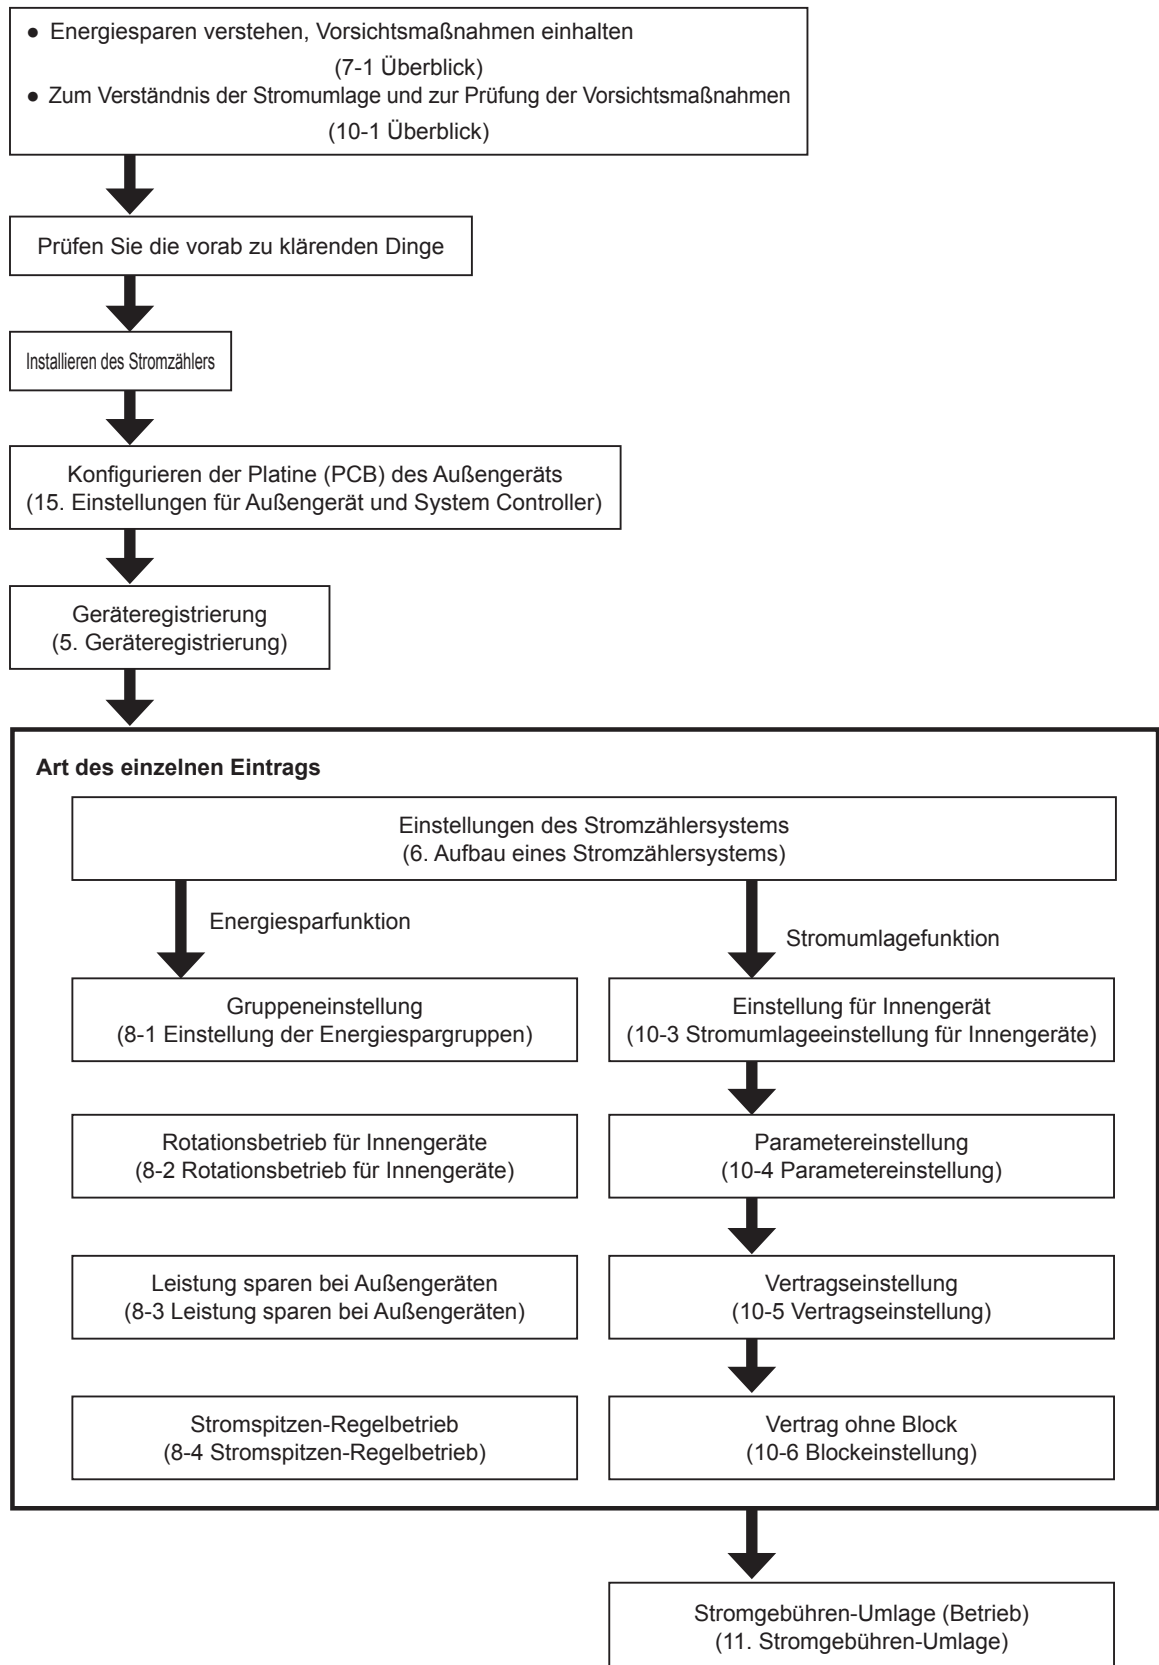 ● Energiesparen verstehen, Vorsichtsmaßnahmen einhalten
(7-1 Überblick)
● Zum Verständnis der Stromumlage und zur Prüfung der Vorsichtsmaßnahmen
(10-1 Überblick)
Prüfen Sie die vorab zu klärenden Dinge
Installieren des Stromzählers
Konfigurieren der Platine (PCB) des Außengeräts
(15. Einstellungen für Außengerät und System Controller)
Geräteregistrierung
(5. Geräteregistrierung)
Art des einzelnen Eintrags
Einstellungen des Stromzählersystems
(6. Aufbau eines Stromzählersystems)
Energiesparfunktion
Stromumlagefunktion
Gruppeneinstellung
(8-1 Einstellung der Energiespargruppen)
Einstellung für Innengerät
(10-3 Stromumlageeinstellung für Innengeräte)
Rotationsbetrieb für Innengeräte
(8-2 Rotationsbetrieb für Innengeräte)
Parametereinstellung
(10-4 Parametereinstellung)
Leistung sparen bei Außengeräten
(8-3 Leistung sparen bei Außengeräten)
Vertragseinstellung
(10-5 Vertragseinstellung)
Stromspitzen-Regelbetrieb
(8-4 Stromspitzen-Regelbetrieb)
Vertrag ohne Block
(10-6 Blockeinstellung)
Stromgebühren-Umlage (Betrieb)
(11. Stromgebühren-Umlage)